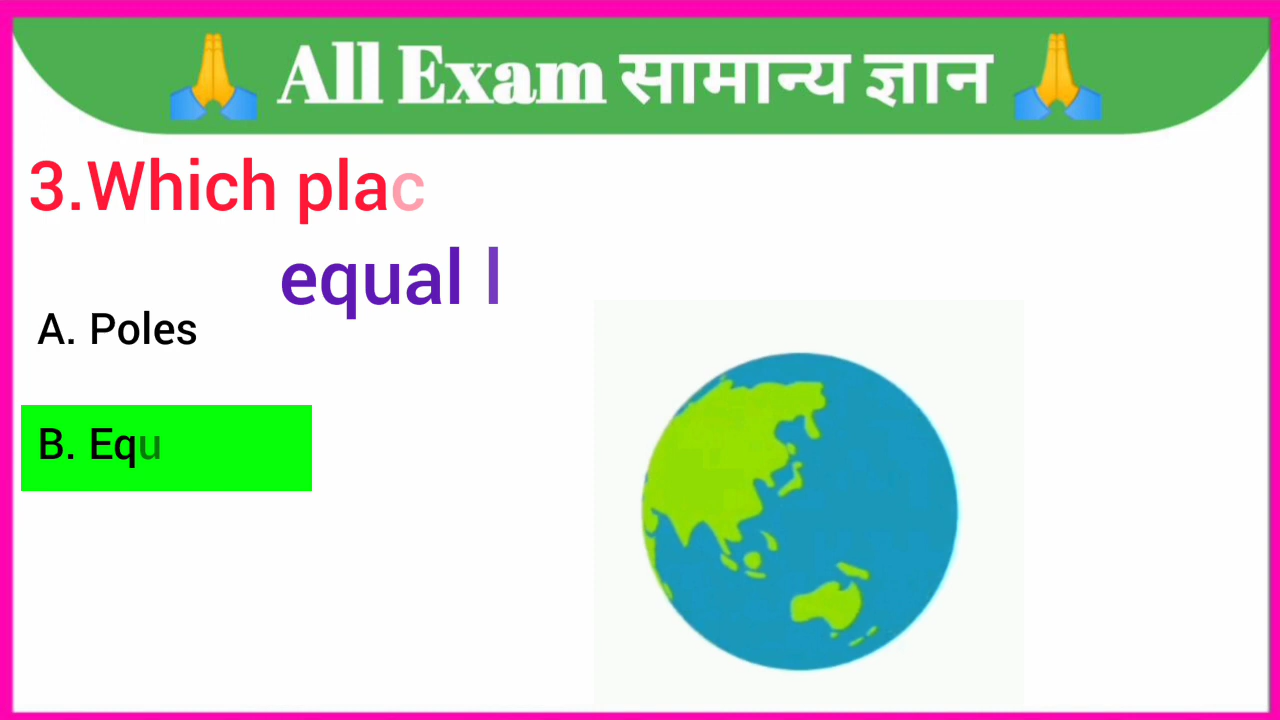 🙏 All Exam सामान्य ज्ञान 🙏
3.Which plac
equal l
A. Poles
B. Equ